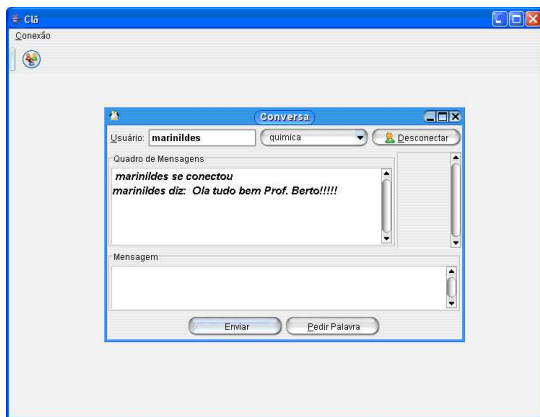 Clã
Conexão
Conversa
Usuário: marinildes quimica Desconectar
Quadro de Mensagens
marinildes se conectou
marinildes diz: Ola tudo bem Prof. Berto!!!!!
Mensagem
Enviar Pedir Palavra